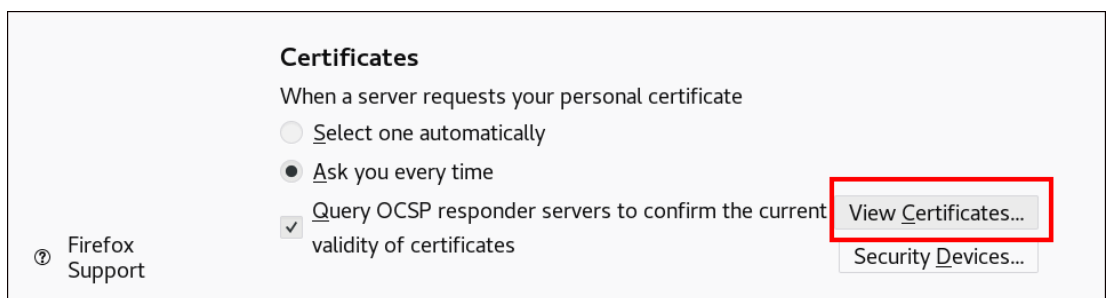 Certificates
When a server requests your personal certificate
Select one automatically
Ask you every time
Query OCSP responder servers to confirm the current
validity of certificates
View Certificates...
Security Devices...
Firefox
Support